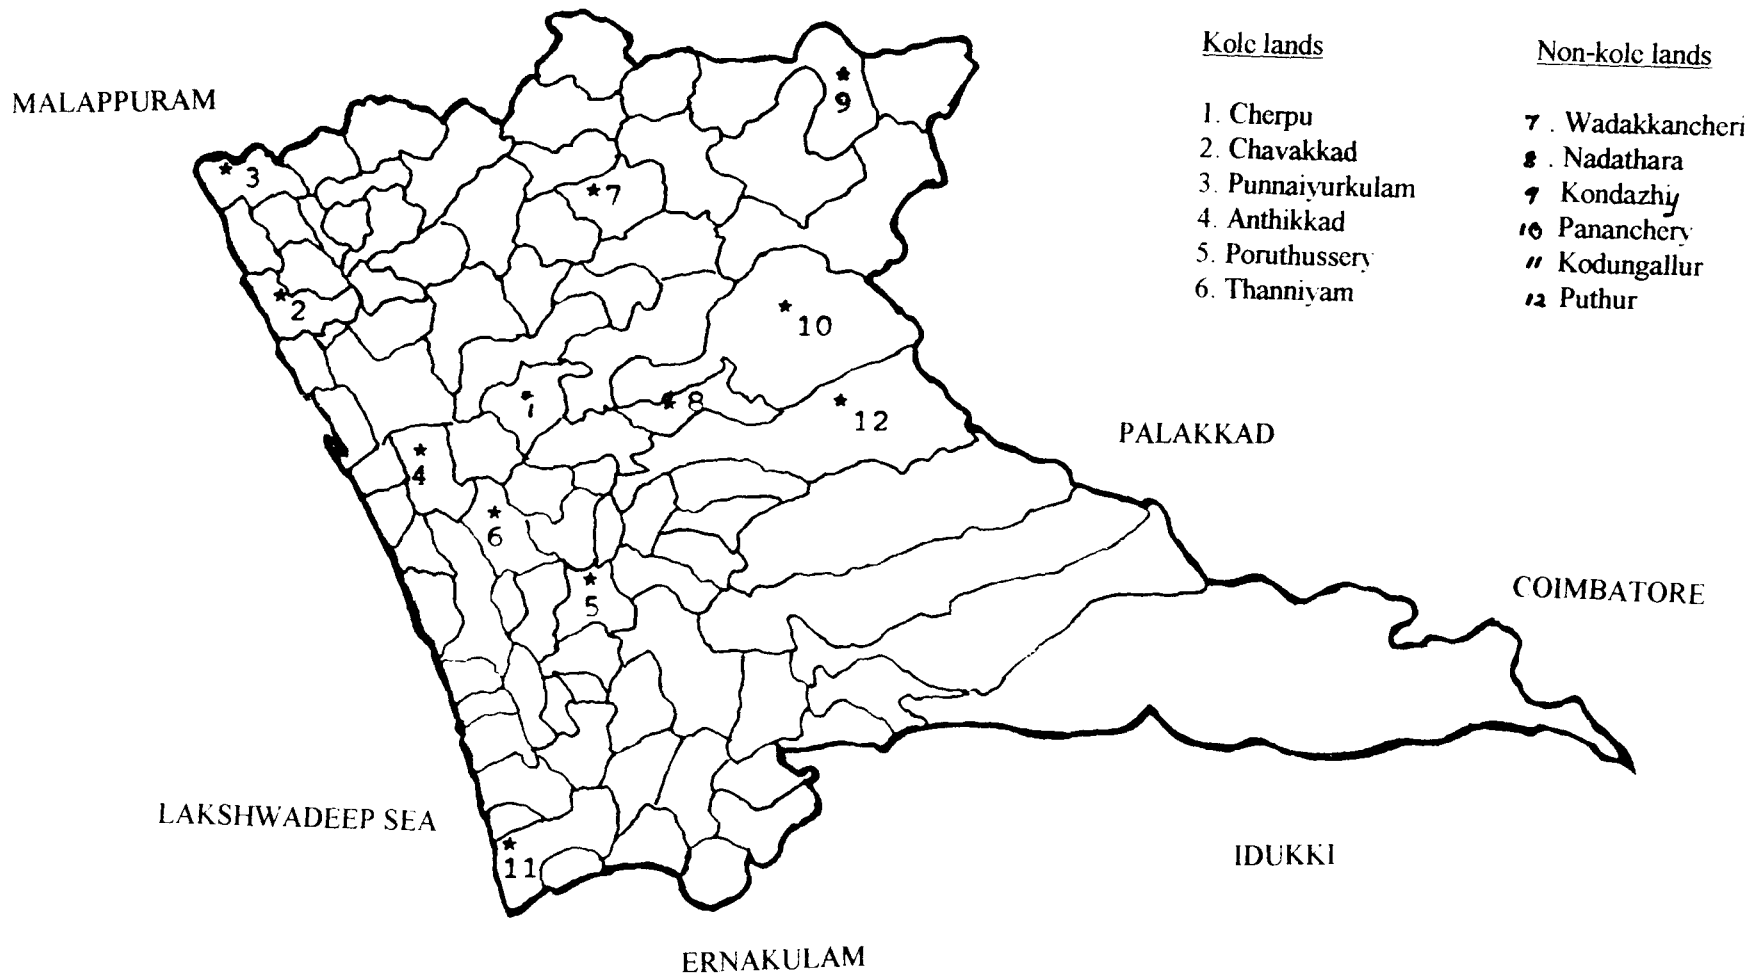 Kole lands
1. Cherpu
2. Chavakkad
3. Punnaiyurkulam
4. Anthikkad
5. Poruthussery
6. Thanniyam
Non-kole lands
7. Wadakkancheri
8. Nadathara
9 Kondazhiy
10 Pananchery
11 Kodungallur
12 Puthur
MALAPPURAM
9
3
7
2
10
1
8
12
PALAKKAD
4
6
COIMBATORE
5
LAKSHWADEEP SEA
11
IDUKKI
ERNAKULAM